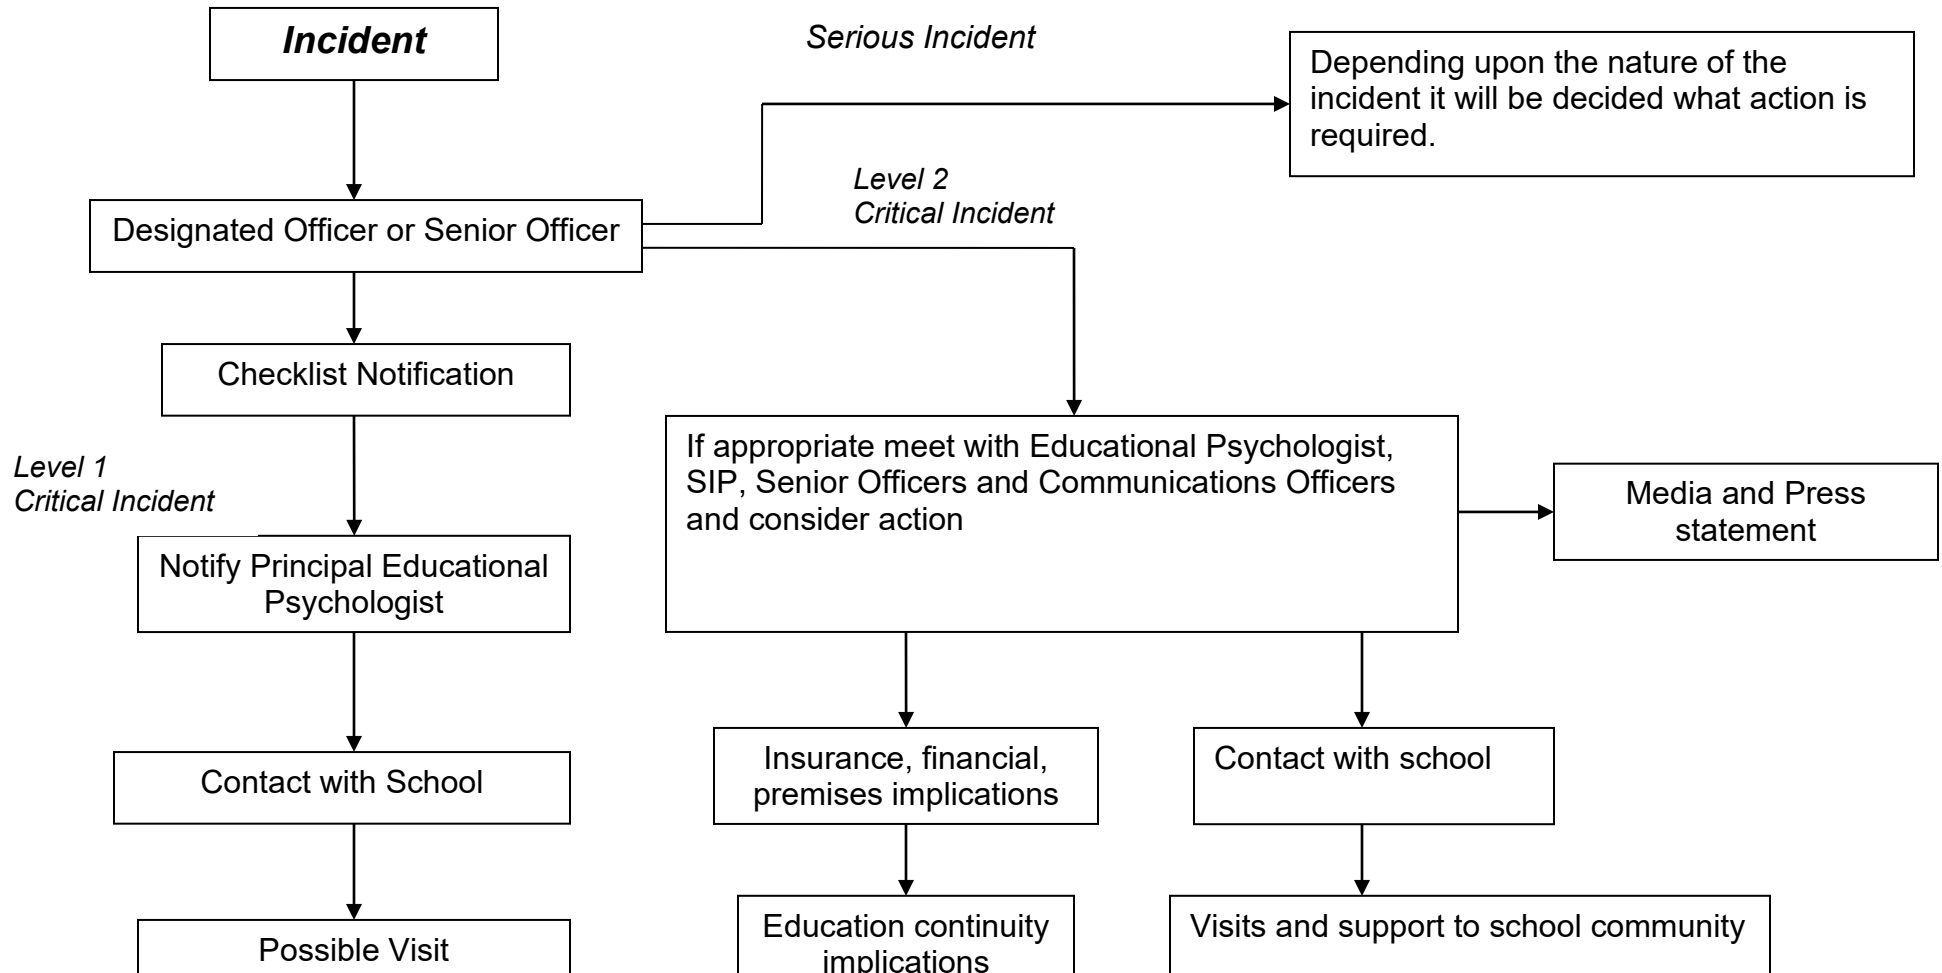 Incident
Serious Incident
Depending upon the nature of the
incident it will be decided what action is
required.
Level 2
Critical Incident
Designated Officer or Senior Officer
Checklist Notification
If appropriate meet with Educational Psychologist,
SIP, Senior Officers and Communications Officers
and consider action
Level 1
Critical Incident
Media and Press
statement
Notify Principal Educational
Psychologist
Contact with School
Insurance, financial,
premises implications
Contact with school
Possible Visit
Education continuity
implications
Visits and support to school community